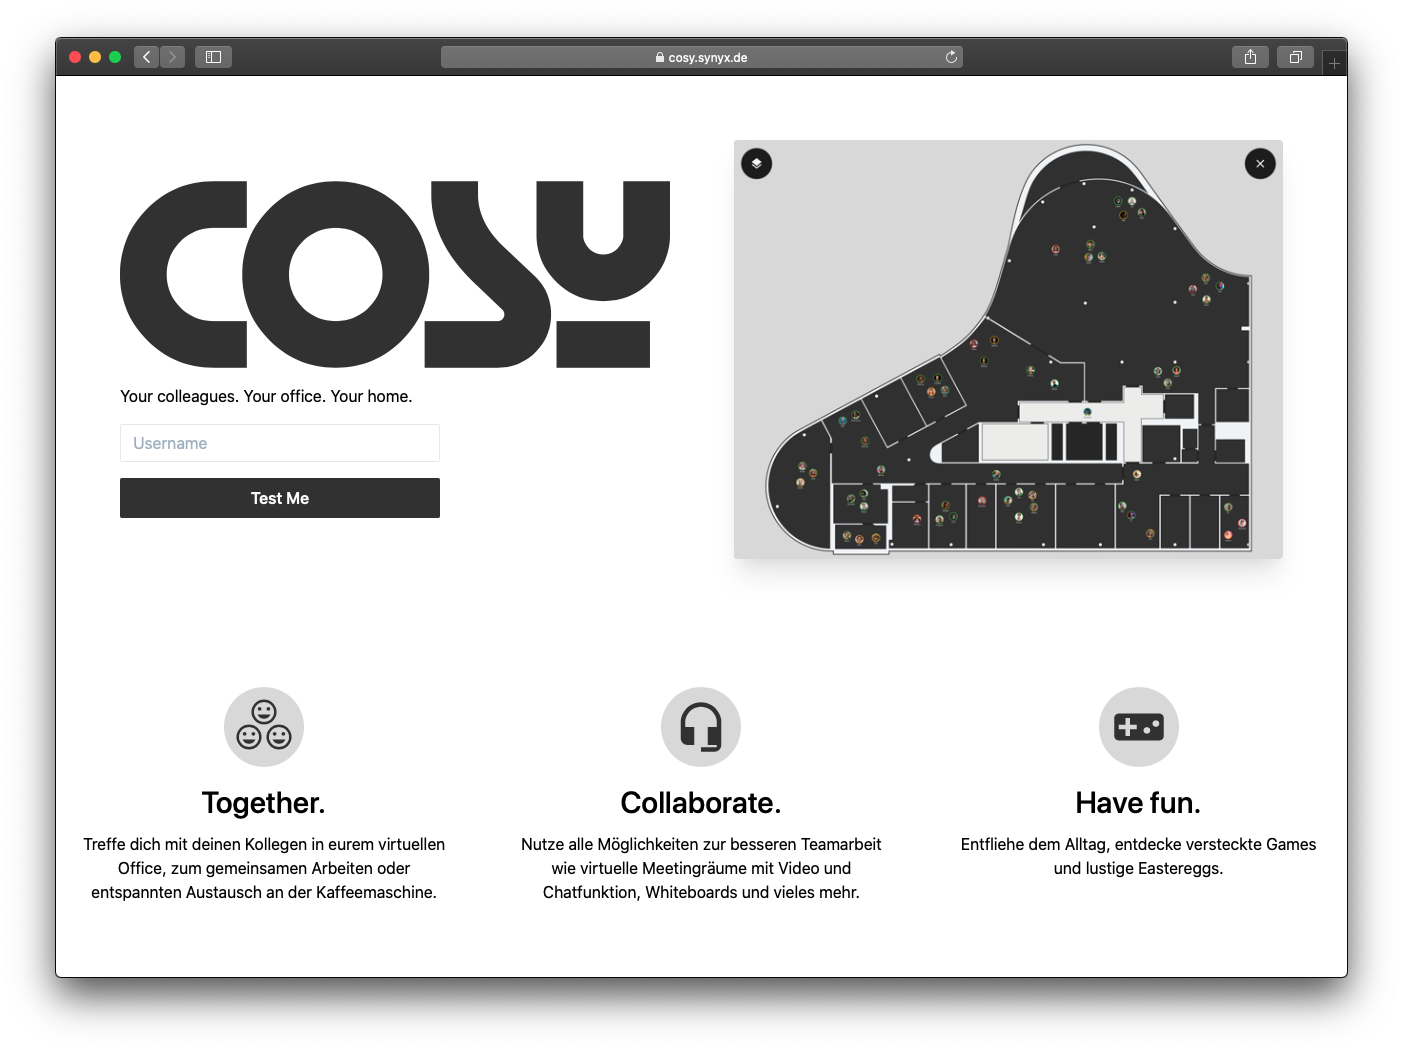 cosy.synyx.de
COSY
Your colleagues. Your office. Your home.
Username
Test Me
Together.
Treffe dich mit deinen Kollegen in eurem virtuellen
Office, zum gemeinsamen Arbeiten oder
entspannten Austausch an der Kaffeemaschine.
Collaborate.
Nutze alle Möglichkeiten zur besseren Teamarbeit
wie virtuelle Meetingräume mit Video und
Chatfunktion, Whiteboards und vieles mehr.
Have fun.
Entfliehe dem Alltag, entdecke versteckte Games
und lustige Eastereggs.